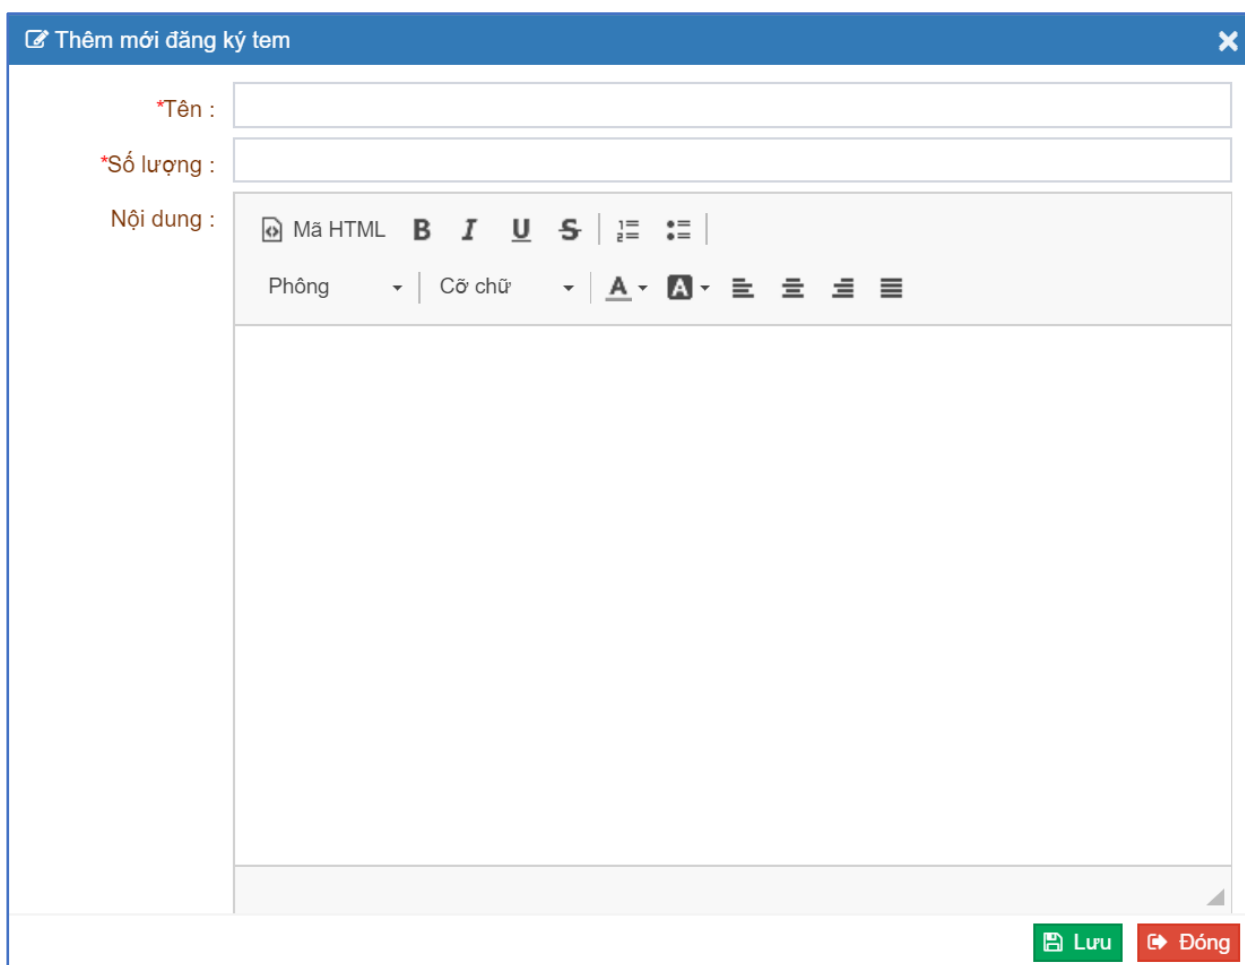 Thêm mới đăng ký tem
*Tên :
*Số lượng :
Nội dung :
Mã HTML B I U S
Phông Cỡ chữ A A
Lưu Đóng